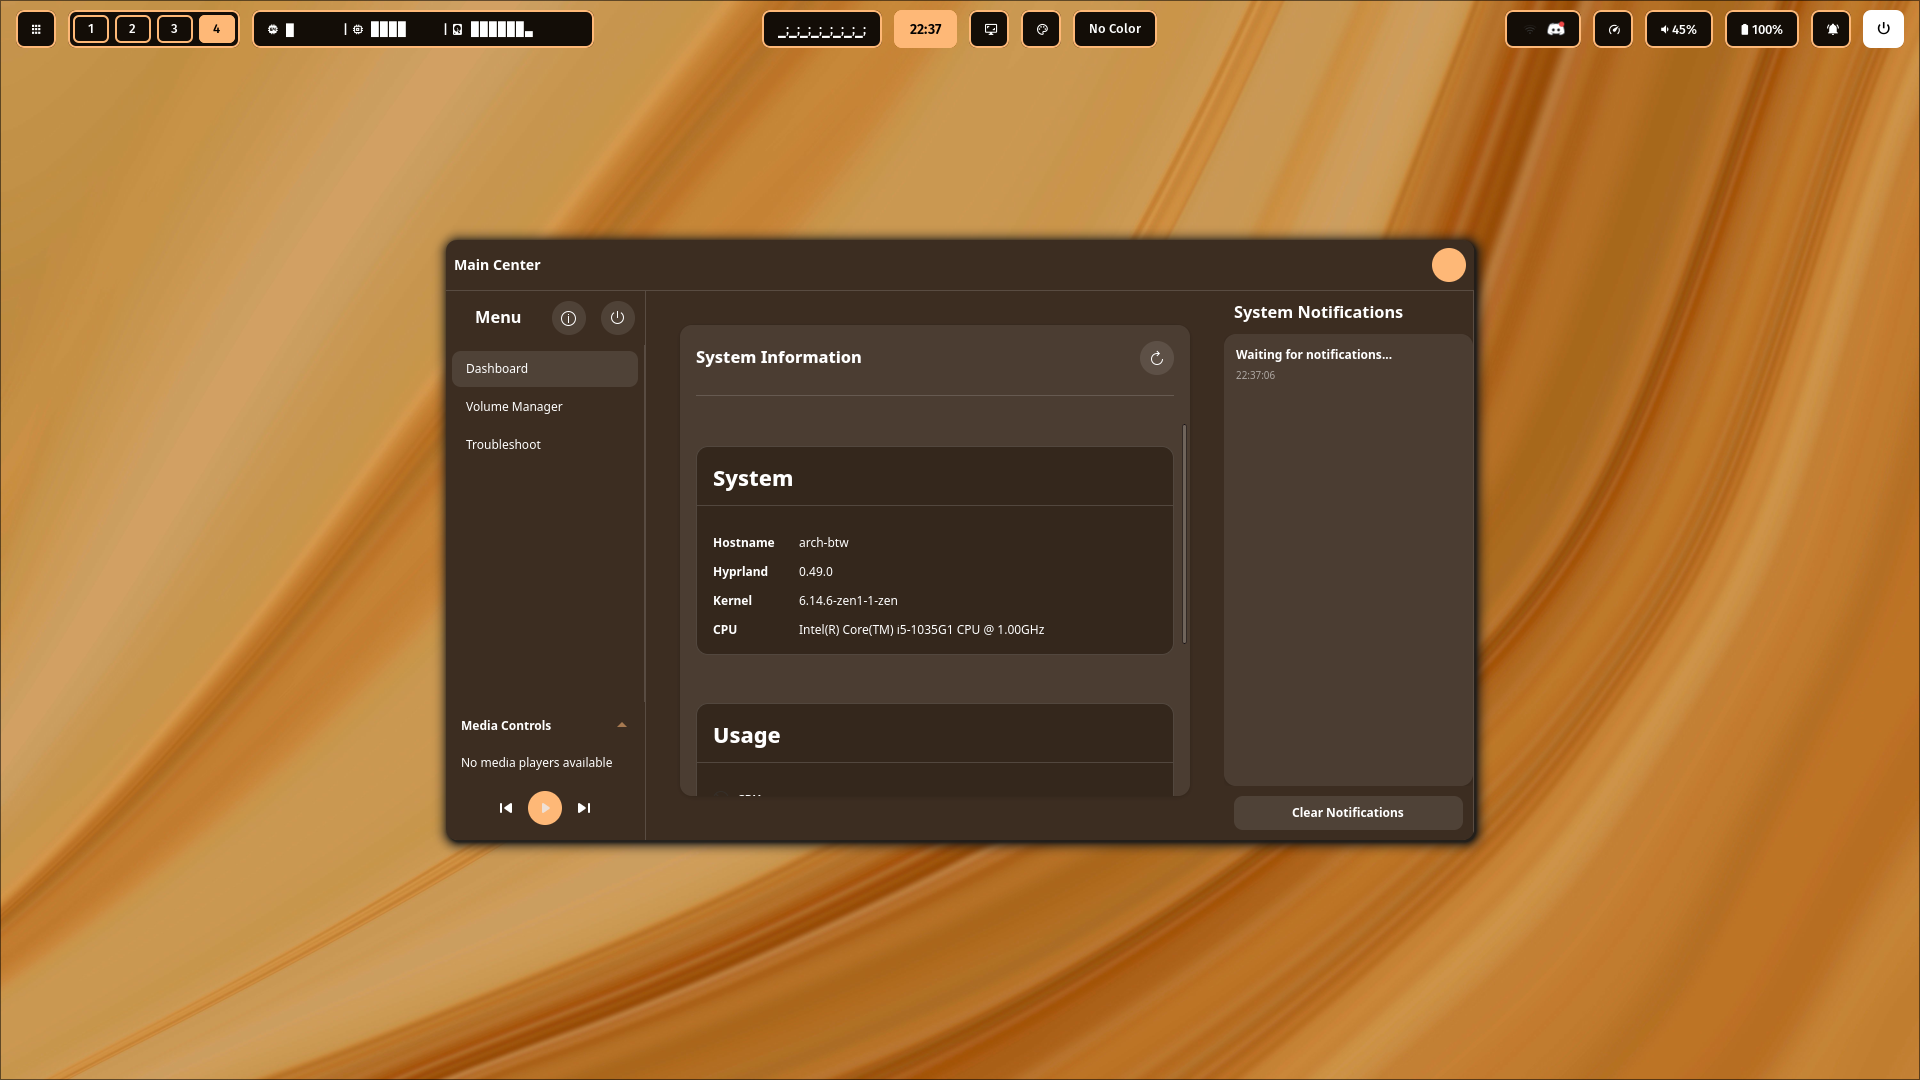 1 2 3 4
22:37
No Color
45%
100%
Main Center
Menu
Dashboard
Volume Manager
Troubleshoot
Media Controls
No media players available
System Information
System
Hostname arch-btw
Hyprland 0.49.0
Kernel 6.14.6-zen1-1-zen
CPU Intel(R) Core(TM) i5-1035G1 CPU @ 1.00GHz
Usage
System Notifications
Waiting for notifications...
22:37:06
Clear Notifications